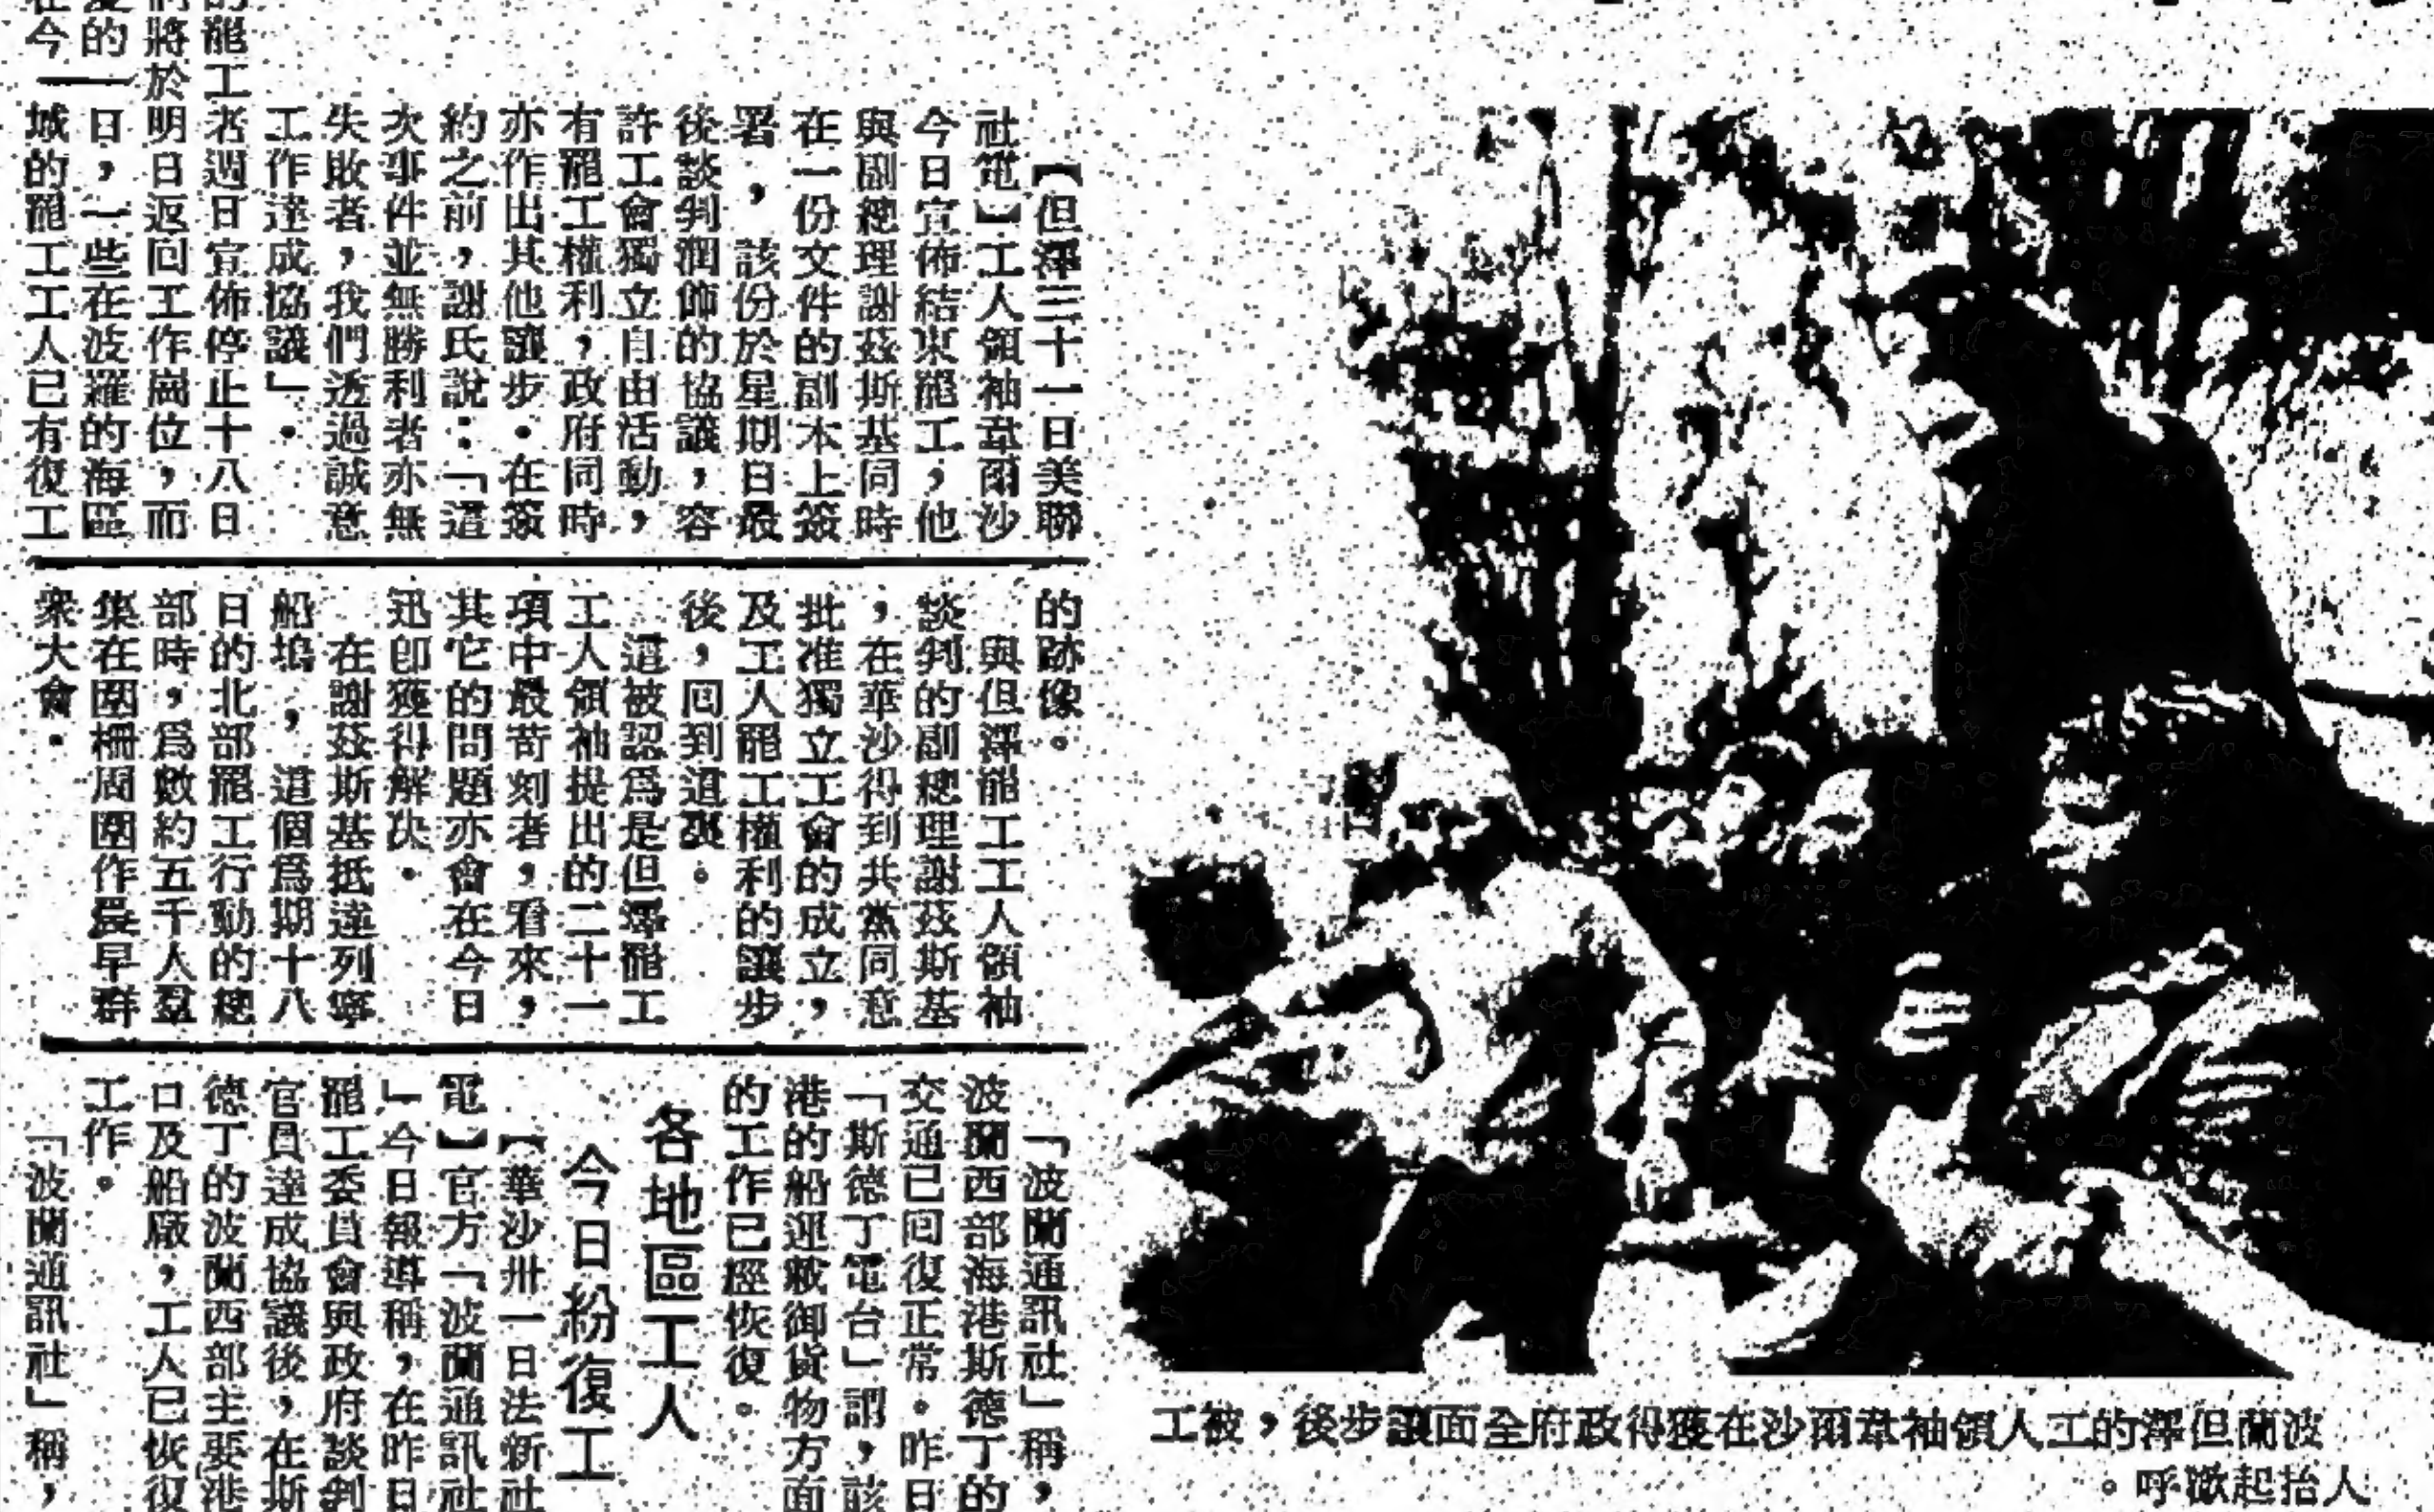 【但澤三十一日美聯
社電】工人領袖韋爾沙
今日宣佈結束罷工，他
與副總理謝茲斯基同時
在一份文件的副本上簽
署，該份於星期日最
後談判潤飾的協議，容
許工會獨立自由活動，
有罷工權利，政府同時
亦作出其他讓步．在簽
約之前，謝氏說：「這
次事件並無勝利者亦無
失敗者，我們透過誠意
工作達成協議」．
的罷工者週日宣佈停止十八日
將於明日返回工作崗位，而
的一日，一些在波羅的海區
在今一城的罷工工人已有復工
的跡像。
與但澤罷工工人領袖
談判的副總理謝茲斯基
，在華沙得到共黨同意
批准獨立工會的成立，
及工人罷工權利的讓步
後，回到這裏。
這被認爲是但澤罷工
工人領袖提出的二十一
項中最苛刻者，看來，
其它的問題亦會在今日
迅卽獲得解決．
在謝茲斯基抵達列寧
船塢，這個爲期十八
日的北部罷工行動的總
部時，爲數約五千人羣
集在圍柵周圍作晨早群
衆大會．
「波蘭通訊社」稱，
波蘭西部海港斯德丁的
交通已回復正常。昨日
「斯德丁電台」謂，該
港的船運載卸貨物方面
的工作已經恢復。
各地區工人
今日紛復工
【華沙卅一日法新社
電】官方「波蘭通訊社
」今日報導稱，在昨日
罷工委員會與政府談判
官員達成協議後，在斯
德丁的波蘭西部主要港
口及船廠，工人已恢復
工作。
「波蘭通訊社」稱，
波蘭但澤的工人領袖韋爾沙在獲得政府全面讓步後，被工
人抬起歡呼。